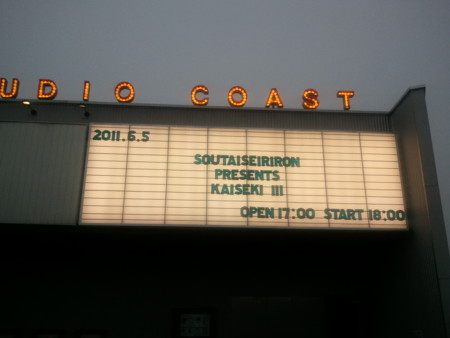 UDIO COAST
2011.6.5
SOUTAISEIRIRON
PRESENTS
KAISEKI III
OPEN 17:00 START 18:00